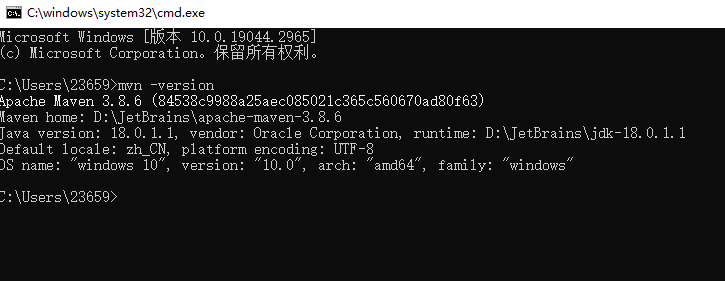 C:\windows\system32\cmd.exe
Microsoft Windows [版本 10.0.19044.2965]
(c) Microsoft Corporation。保留所有权利。
C:\Users\23659>mvn -version
Apache Maven 3.8.6 (84538c9988a25aec085021c365c560670ad80f63)
Maven home: D:\JetBrains\apache-maven-3.8.6
Java version: 18.0.1.1, vendor: Oracle Corporation, runtime: D:\JetBrains\jdk-18.0.1.1
Default locale: zh_CN, platform encoding: UTF-8
OS name: "windows 10", version: "10.0", arch: "amd64", family: "windows"
C:\Users\23659>